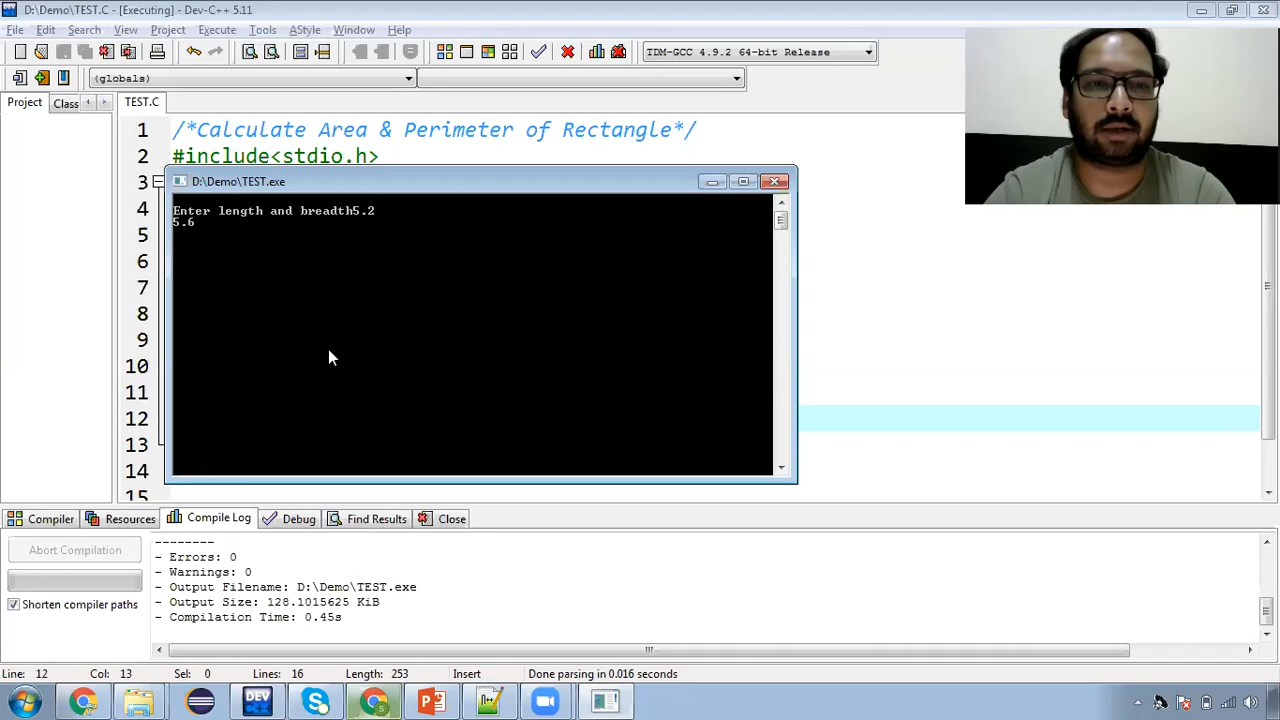 D:\Demo\TEST.C - [Executing] - Dev-C++ 5.11
File Edit Search View Project Execute Tools AStyle Window Help
TDM-GCC 4.9.2 64-bit Release
(globals)
Project Class TEST.C
1 /*Calculate Area & Perimeter of Rectangle*/
2 #include<stdio.h>
3
D:\Demo\TEST.exe
4
Enter length and breadth5.2
5.6
5
6
7
8
9
10
11
12
13
14
15
Compiler Resources Compile Log Debug Find Results Close
--------
Abort Compilation
- Errors: 0
- Warnings: 0
- Output Filename: D:\Demo\TEST.exe
- Output Size: 128.1015625 KiB
Shorten compiler paths
- Compilation Time: 0.45s
Line: 12 Col: 13 Sel: 0 Lines: 16 Length: 253 Insert Done parsing in 0.016 seconds
DEV